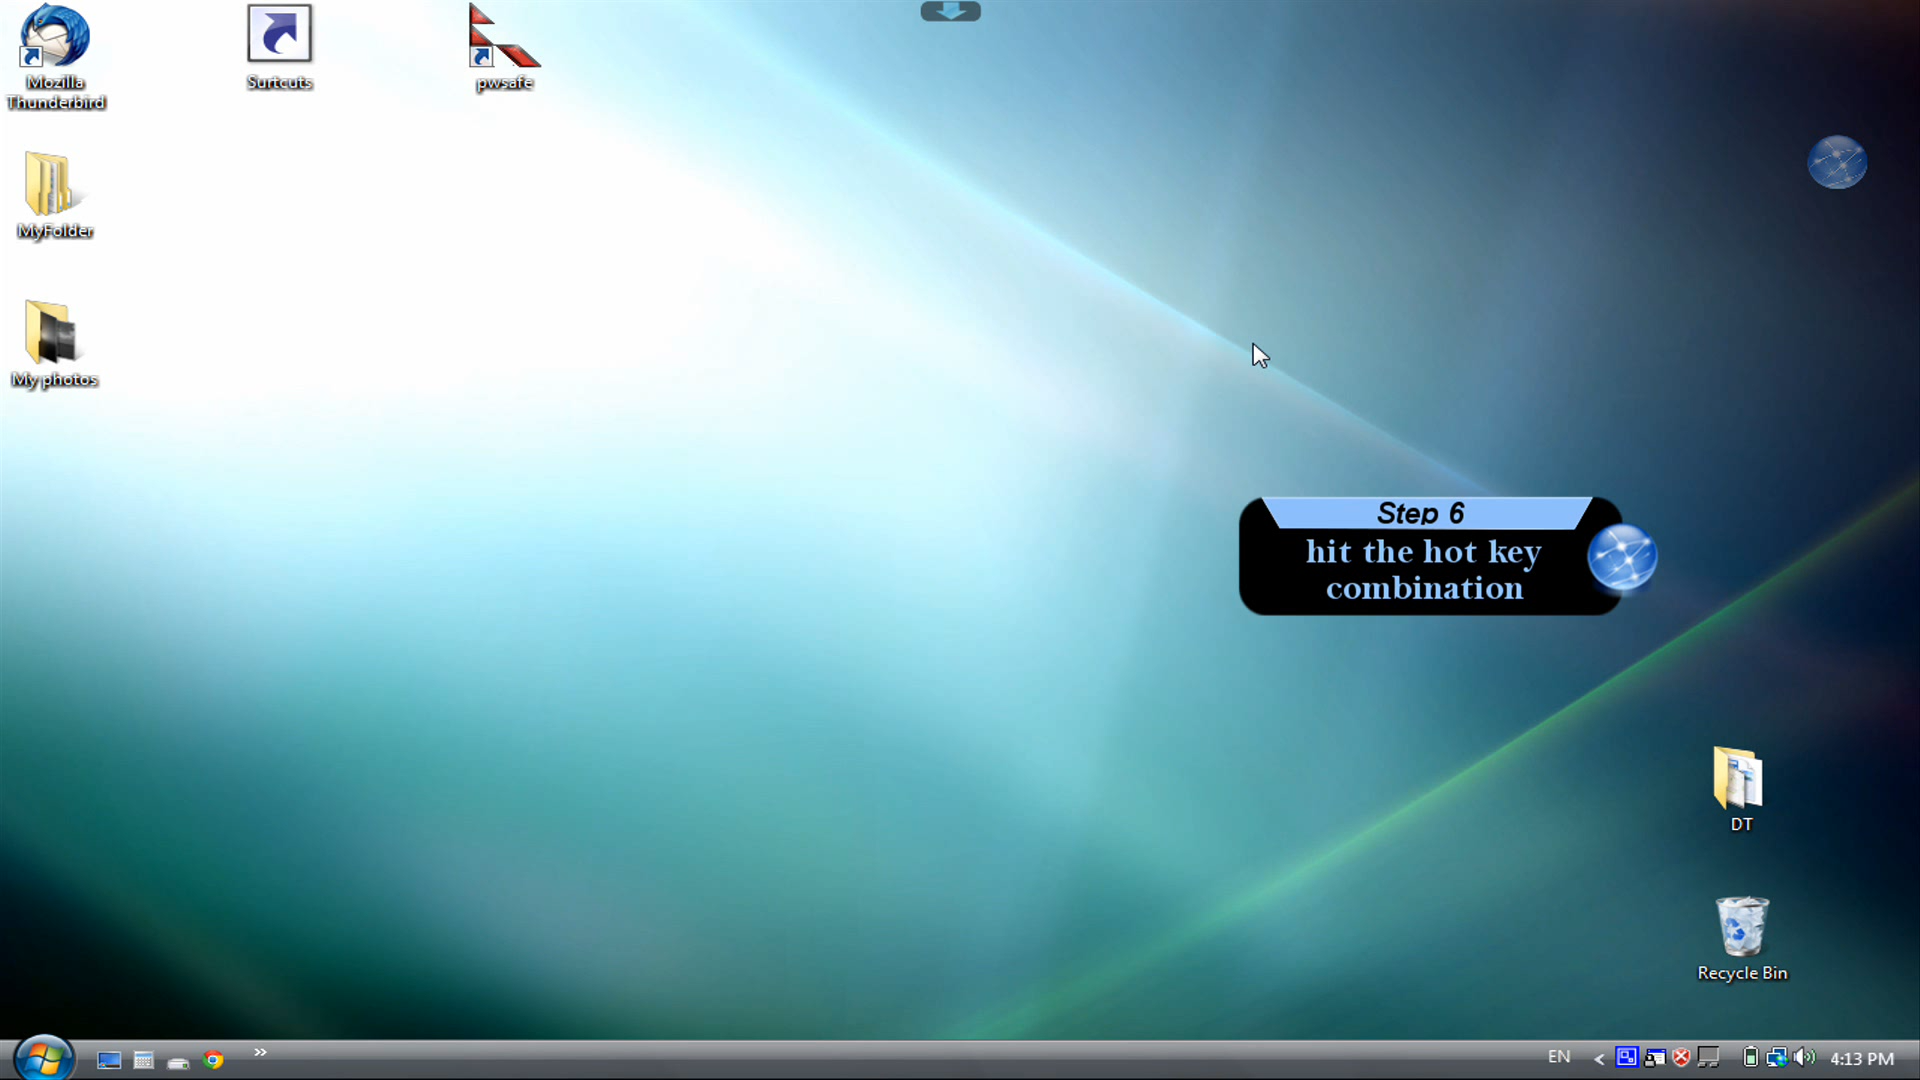 Mozilla
Thunderbird
Surtcuts
pwsafe
MyFolder
My photos
Step 6
hit the hot key
combination
DT
Recycle Bin
EN
4:13 PM